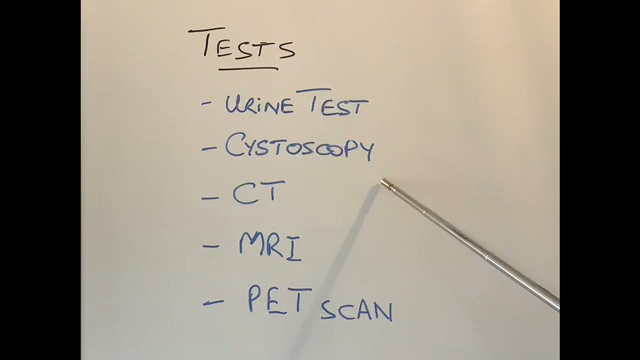 TESTS
- URINE TEST
- CYSTOSCOPY
- CT
- MRI
- PET SCAN